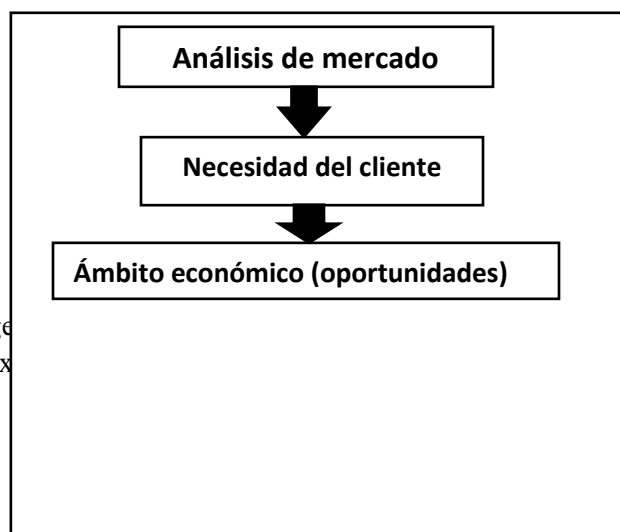 Análisis de mercado
Necesidad del cliente
Ámbito económico (oportunidades)